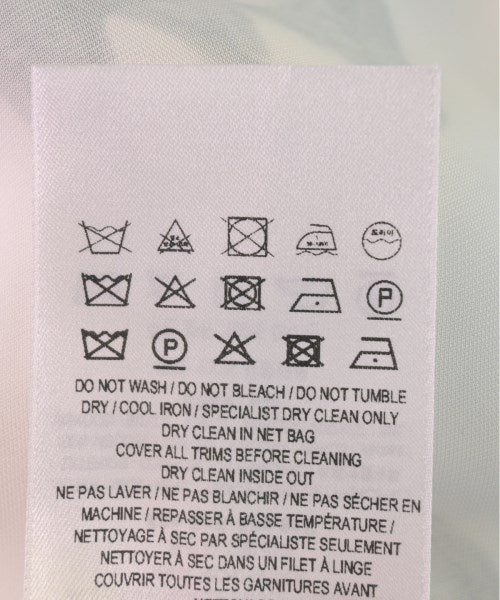 드라이
P
P
DO NOT WASH / DO NOT BLEACH / DO NOT TUMBLE
DRY / COOL IRON / SPECIALIST DRY CLEAN ONLY
DRY CLEAN IN NET BAG
COVER ALL TRIMS BEFORE CLEANING
DRY CLEAN INSIDE OUT
NE PAS LAVER / NE PAS BLANCHIR / NE PAS SÉCHER EN
MACHINE / REPASSER À BASSE TEMPÉRATURE /
NETTOYAGE À SEC PAR SPÉCIALISTE SEULEMENT
NETTOYER À SEC DANS UN FILET À LINGE
COUVRIR TOUTES LES GARNITURES AVANT